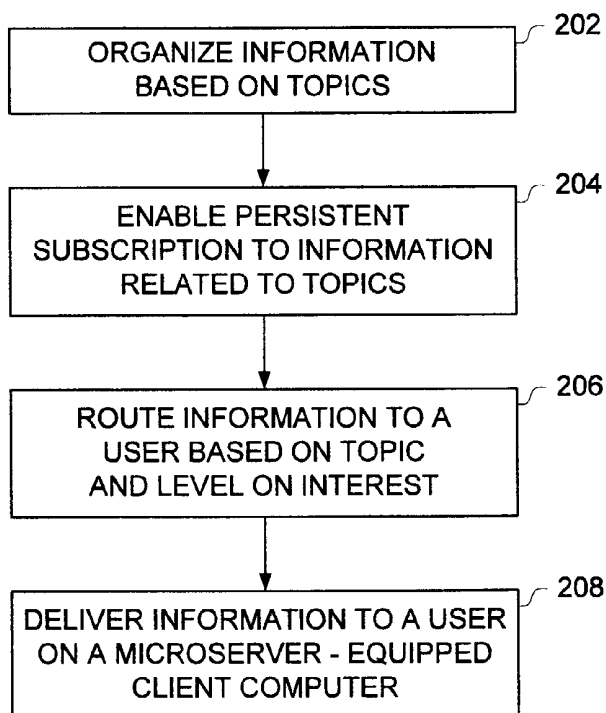 202
ORGANIZE INFORMATION
BASED ON TOPICS
204
ENABLE PERSISTENT
SUBSCRIPTION TO INFORMATION
RELATED TO TOPICS
206
ROUTE INFORMATION TO A
USER BASED ON TOPIC
AND LEVEL ON INTEREST
208
DELIVER INFORMATION TO A USER
ON A MICROSERVER - EQUIPPED
CLIENT COMPUTER